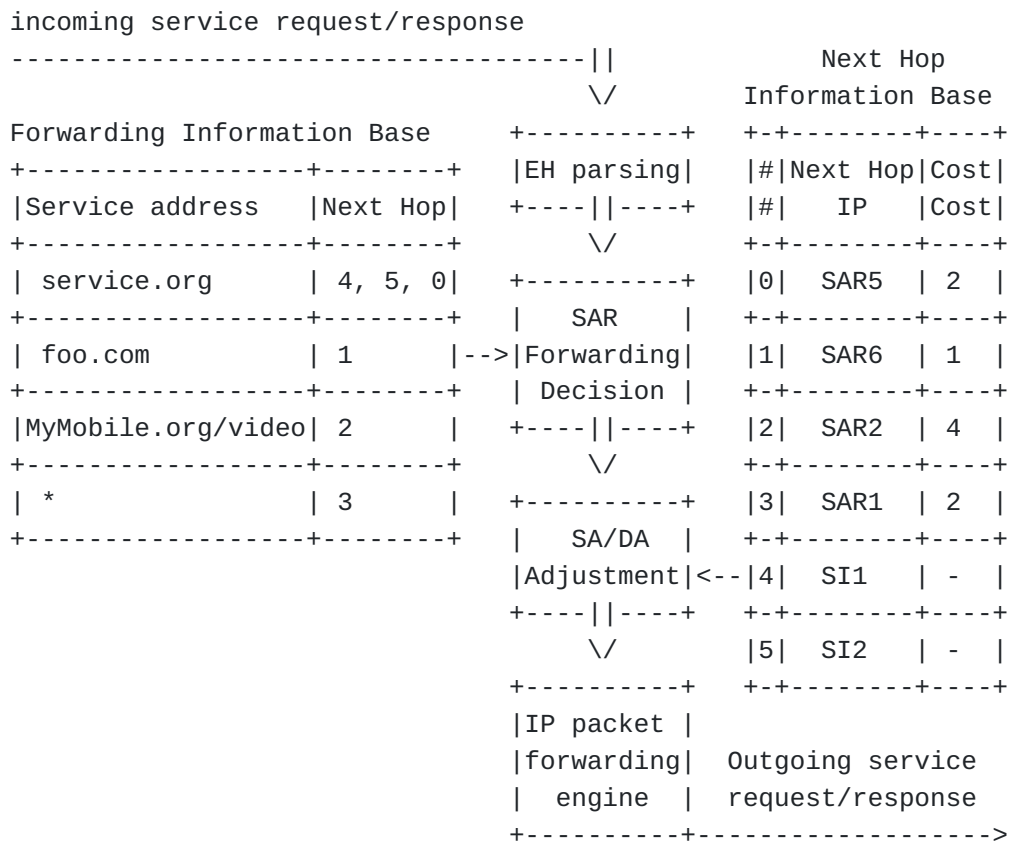 incoming service request/response
-------------------------------------||             Next Hop
                                     \/        Information Base
Forwarding Information Base     +----------+   +-+--------+----+
+------------------+--------+   |EH parsing|   |#|Next Hop|Cost|
|Service address   |Next Hop|   +----||----+   |#|   IP   |Cost|
+------------------+--------+        \/        +-+--------+----+
| service.org      | 4, 5, 0|   +----------+   |0|  SAR5  | 2  |
+------------------+--------+   |   SAR    |   +-+--------+----+
| foo.com          | 1      |-->|Forwarding|   |1|  SAR6  | 1  |
+------------------+--------+   | Decision |   +-+--------+----+
|MyMobile.org/video| 2      |   +----||----+   |2|  SAR2  | 4  |
+------------------+--------+        \/        +-+--------+----+
| *                | 3      |   +----------+   |3|  SAR1  | 2  |
+------------------+--------+   |   SA/DA  |   +-+--------+----+
                                |Adjustment|<--|4|  SI1   | -  |
                                +----||----+   +-+--------+----+
                                     \/        |5|  SI2   | -  |
                                +----------+   +-+--------+----+
                                |IP packet |
                                |forwarding|  Outgoing service
                                |  engine  |  request/response
                                +----------+------------------->